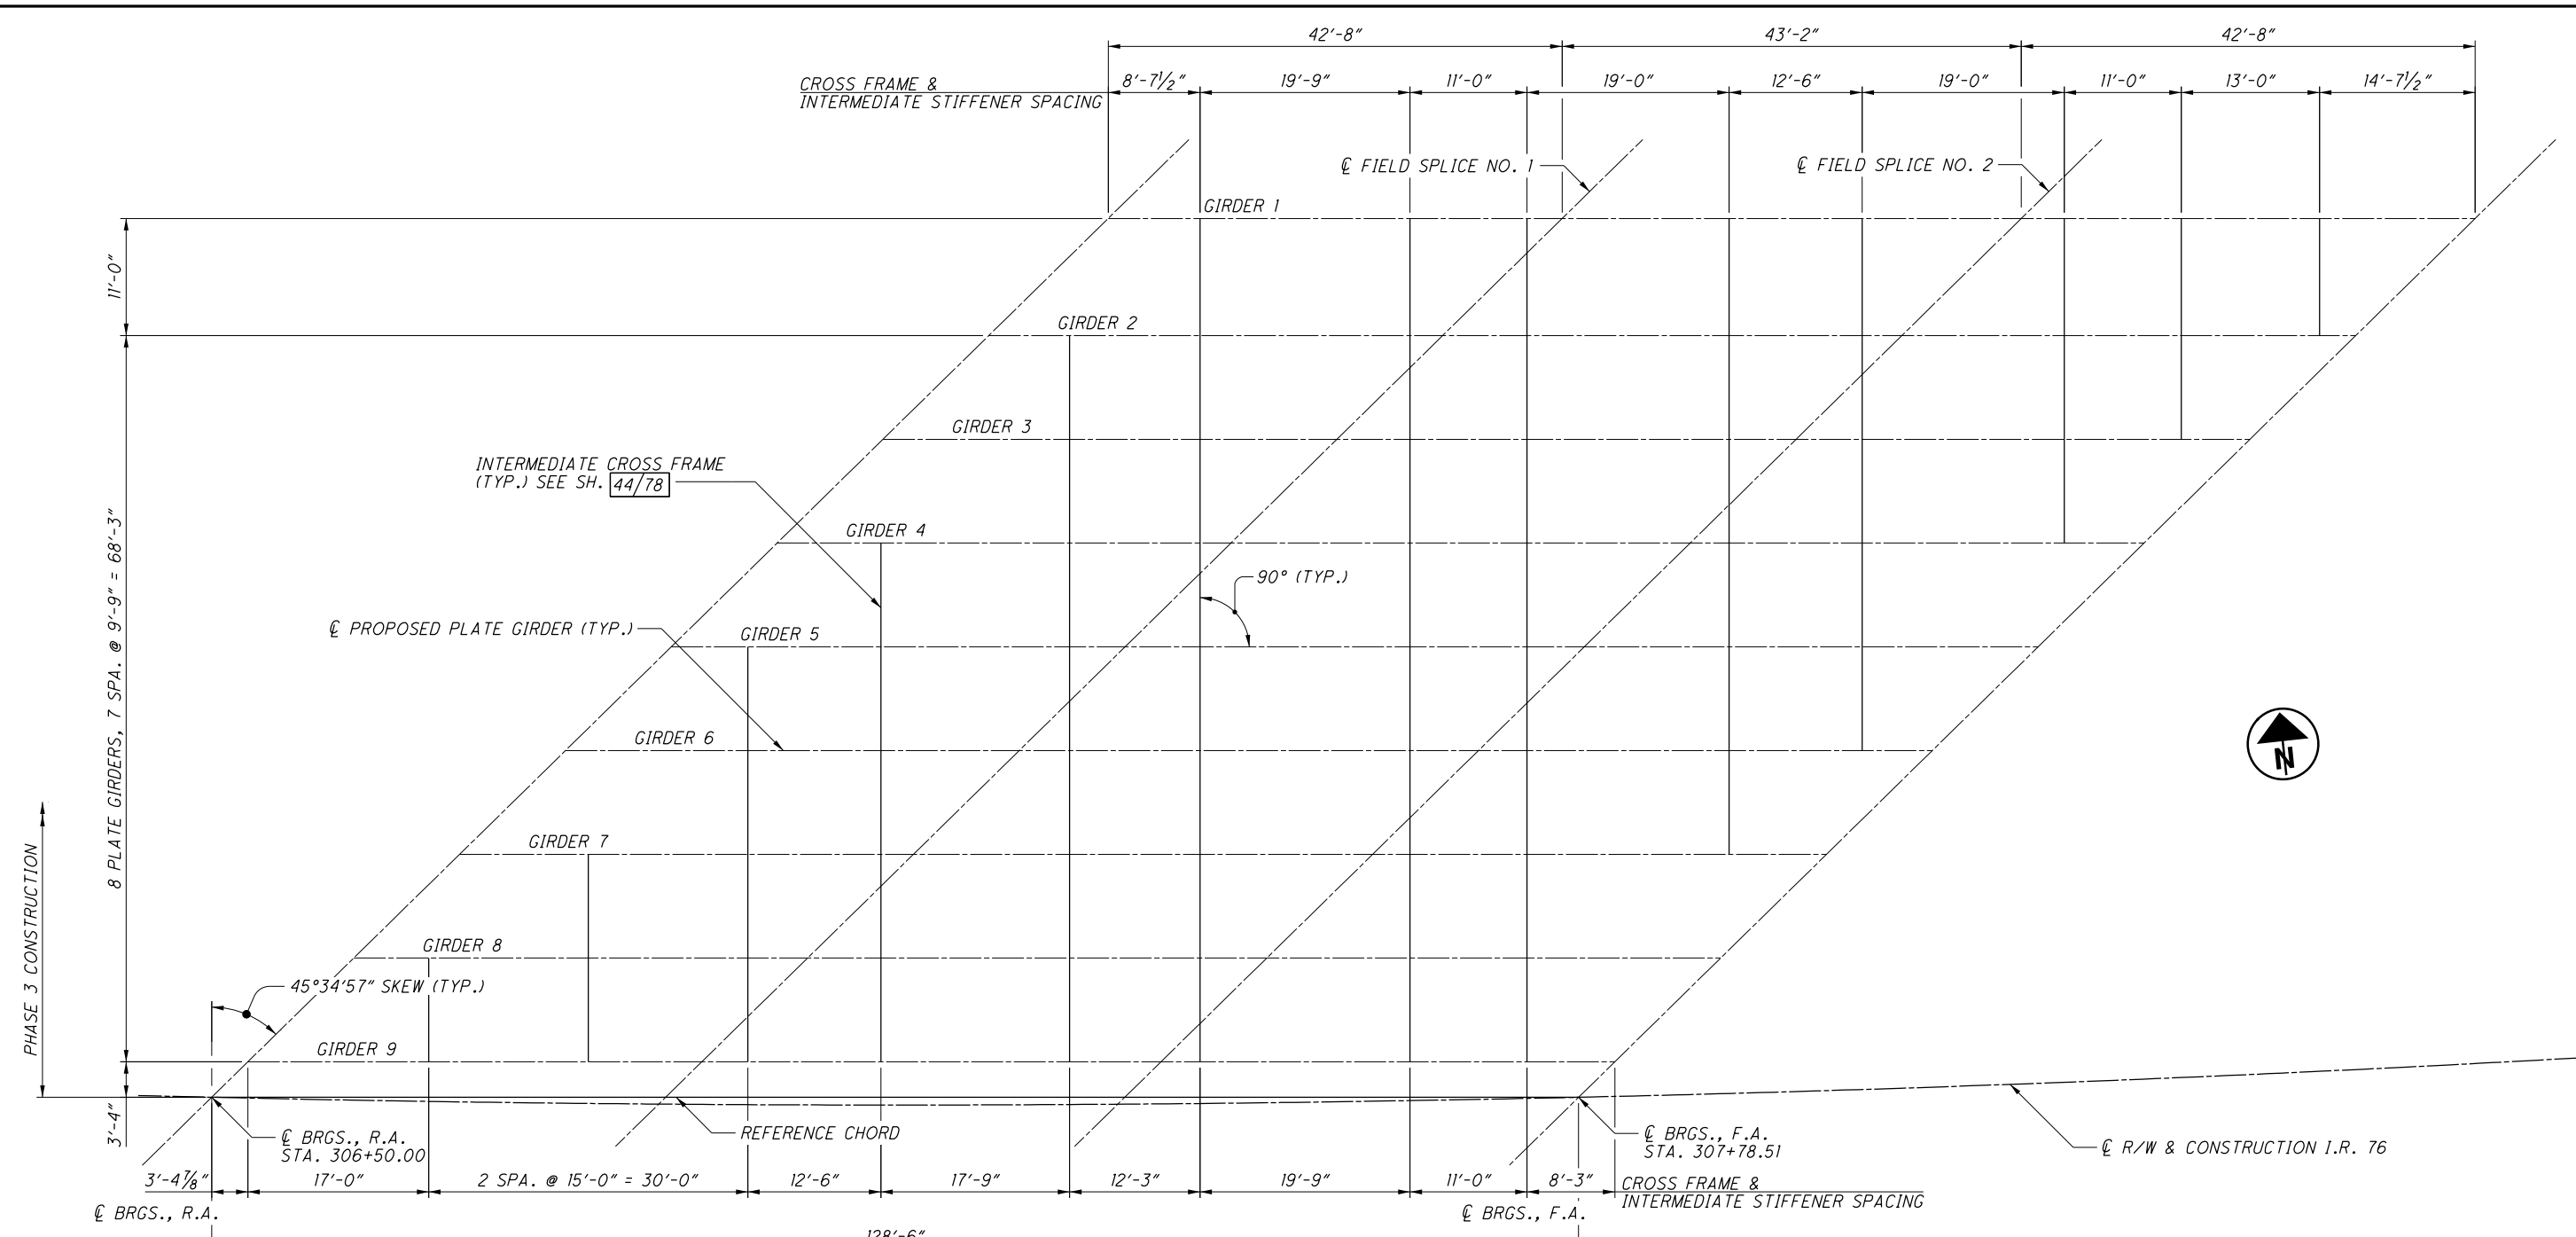 42'-8" 43'-2" 42'-8"
CROSS FRAME &
INTERMEDIATE STIFFENER SPACING
8'-7½" 19'-9" 11'-0" 19'-0" 12'-6" 19'-0" 11'-0" 13'-0" 14'-7½"
℄ FIELD SPLICE NO. 1
℄ FIELD SPLICE NO. 2
GIRDER 1
11'-0"
GIRDER 2
GIRDER 3
INTERMEDIATE CROSS FRAME
(TYP.) SEE SH. 44/78
GIRDER 4
8 PLATE GIRDERS, 7 SPA. @ 9'-9" = 68'-3"
90° (TYP.)
℄ PROPOSED PLATE GIRDER (TYP.)
GIRDER 5
GIRDER 6
N
GIRDER 7
PHASE 3 CONSTRUCTION
GIRDER 8
45°34'57" SKEW (TYP.)
GIRDER 9
3'-4"
℄ BRGS., R.A.
STA. 306+50.00
REFERENCE CHORD
℄ BRGS., F.A.
STA. 307+78.51
℄ R/W & CONSTRUCTION I.R. 76
3'-4⅞" 17'-0" 2 SPA. @ 15'-0" = 30'-0" 12'-6" 17'-9" 12'-3" 19'-9" 11'-0" 8'-3"
CROSS FRAME &
INTERMEDIATE STIFFENER SPACING
℄ BRGS., R.A.
℄ BRGS., F.A.
128'-6"